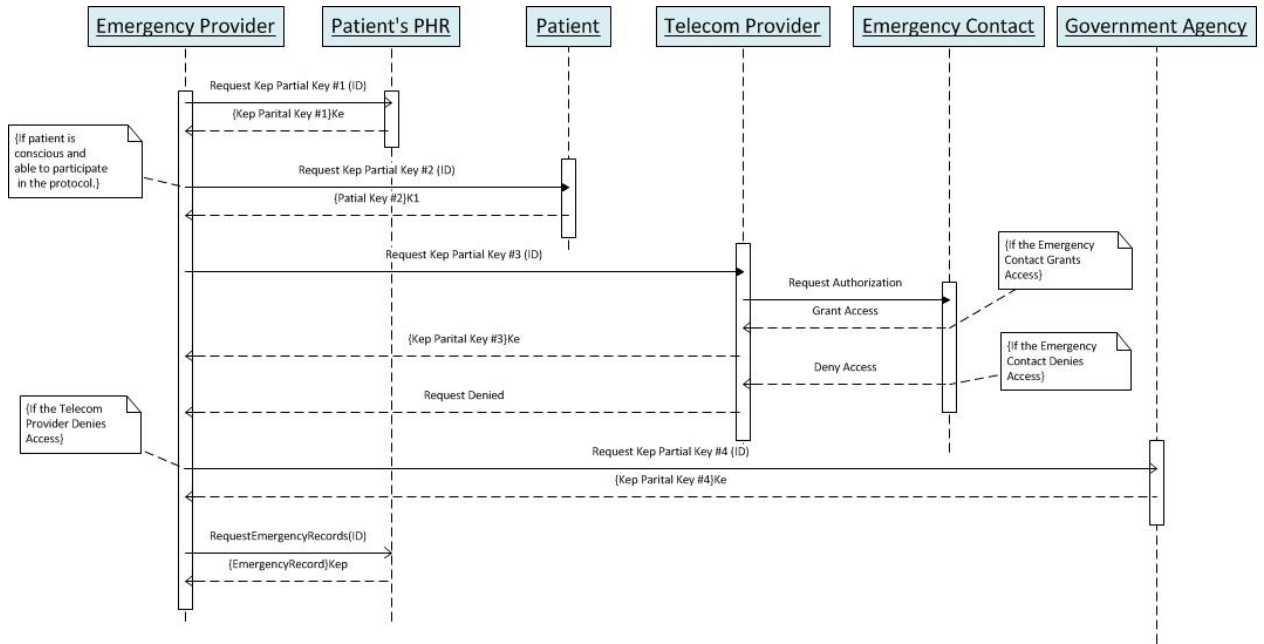 Emergency Provider
Patient's PHR
Patient
Telecom Provider
Emergency Contact
Government Agency
Request Kep Partial Key #1 (ID)
{Kep Parital Key #1}Ke
{If patient is
conscious and
able to participate
in the protocol.}
Request Kep Partial Key #2 (ID)
{Patial Key #2}K1
Request Kep Partial Key #3 (ID)
{If the Emergency
Contact Grants
Access}
Request Authorization
Grant Access
{Kep Parital Key #3}Ke
{If the Emergency
Contact Denies
Access}
Deny Access
Request Denied
{If the Telecom
Provider Denies
Access}
Request Kep Partial Key #4 (ID)
{Kep Parital Key #4}Ke
RequestEmergencyRecords(ID)
{EmergencyRecord}Kep